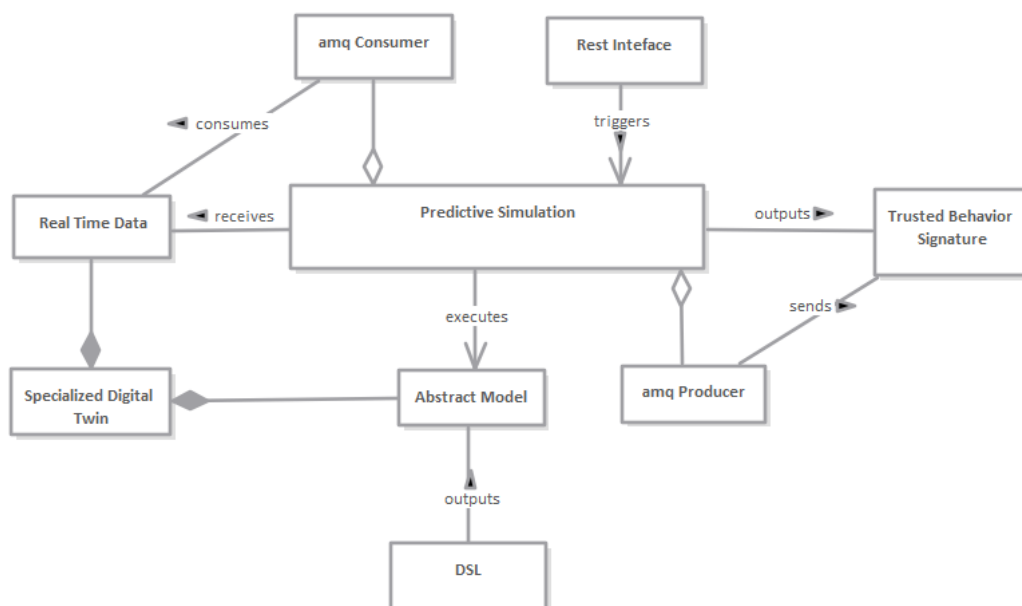 amq Consumer
Rest Inteface
consumes
triggers
Real Time Data
receives
Predictive Simulation
outputs
Trusted Behavior
Signature
executes
sends
Specialized Digital
Twin
Abstract Model
amq Producer
outputs
DSL